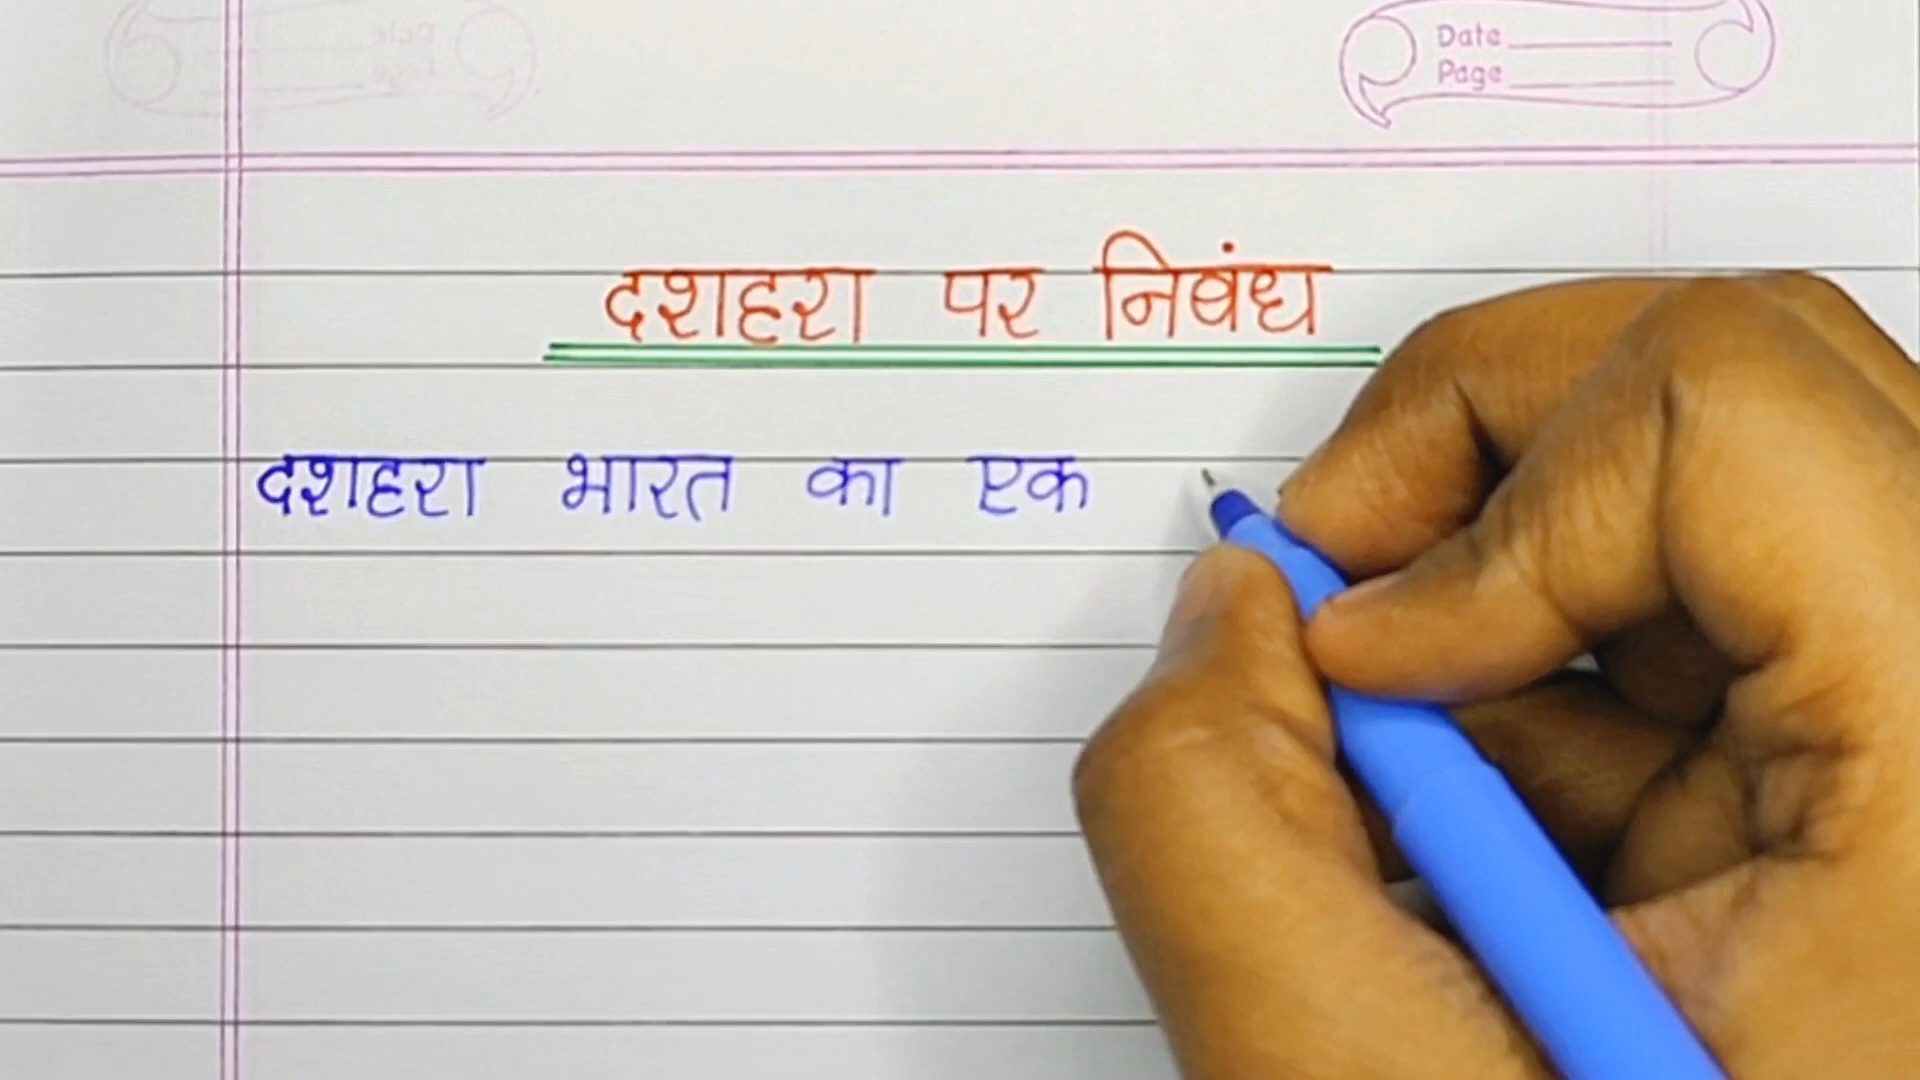 Date
Page
दशहरा पर निबंध
दशहरा भारत का एक